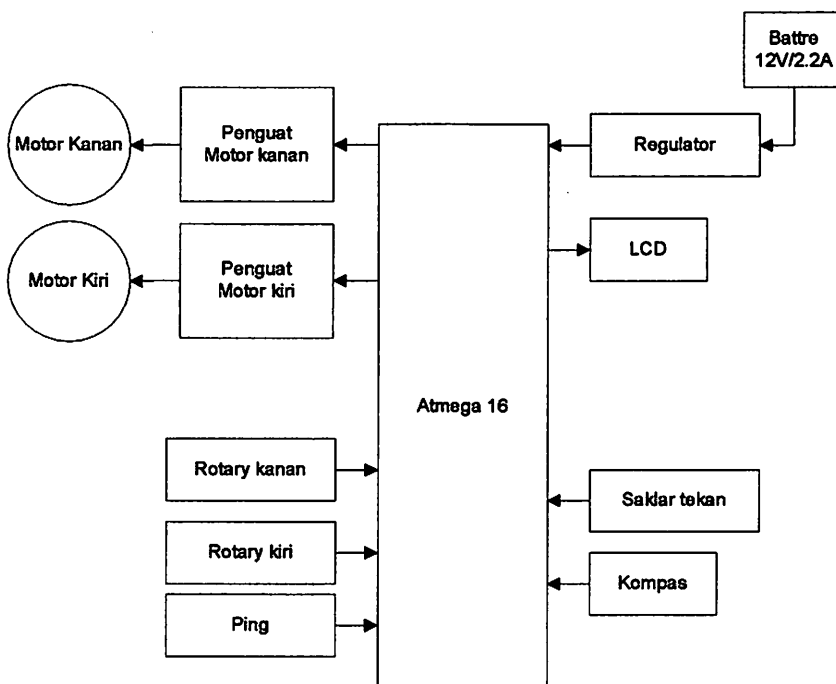 Battre
12V/2.2A
Motor Kanan
Penguat
Motor kanan
Regulator
Motor Kiri
Penguat
Motor kiri
LCD
Atmega 16
Rotary kanan
Saklar tekan
Rotary kiri
Kompas
Ping